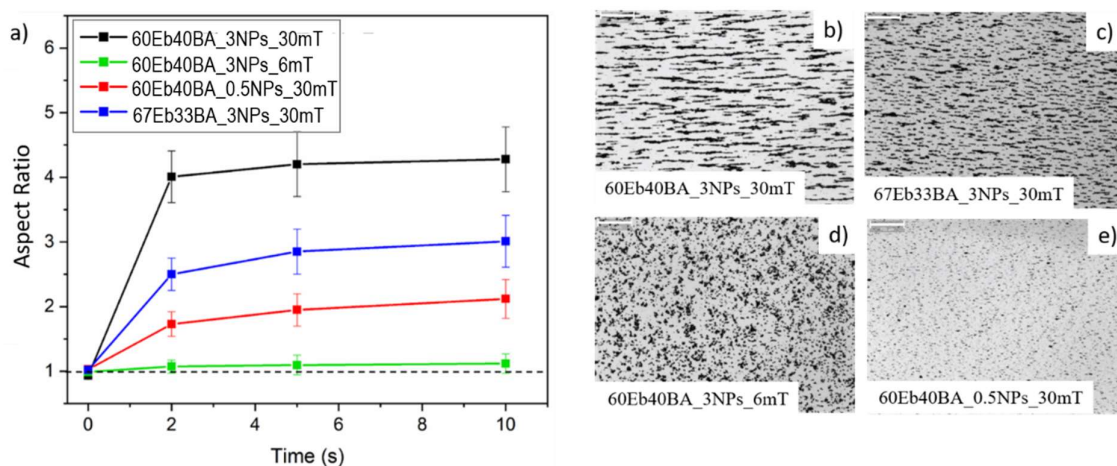 a)
6
5
4
3
2
1
0
2
4
6
8
10
Aspect Ratio
Time (s)
60Eb40BA_3NPs_30mT
60Eb40BA_3NPs_6mT
60Eb40BA_0.5NPs_30mT
67Eb33BA_3NPs_30mT
b)
60Eb40BA_3NPs_30mT
c)
67Eb33BA_3NPs_30mT
d)
60Eb40BA_3NPs_6mT
e)
60Eb40BA_0.5NPs_30mT